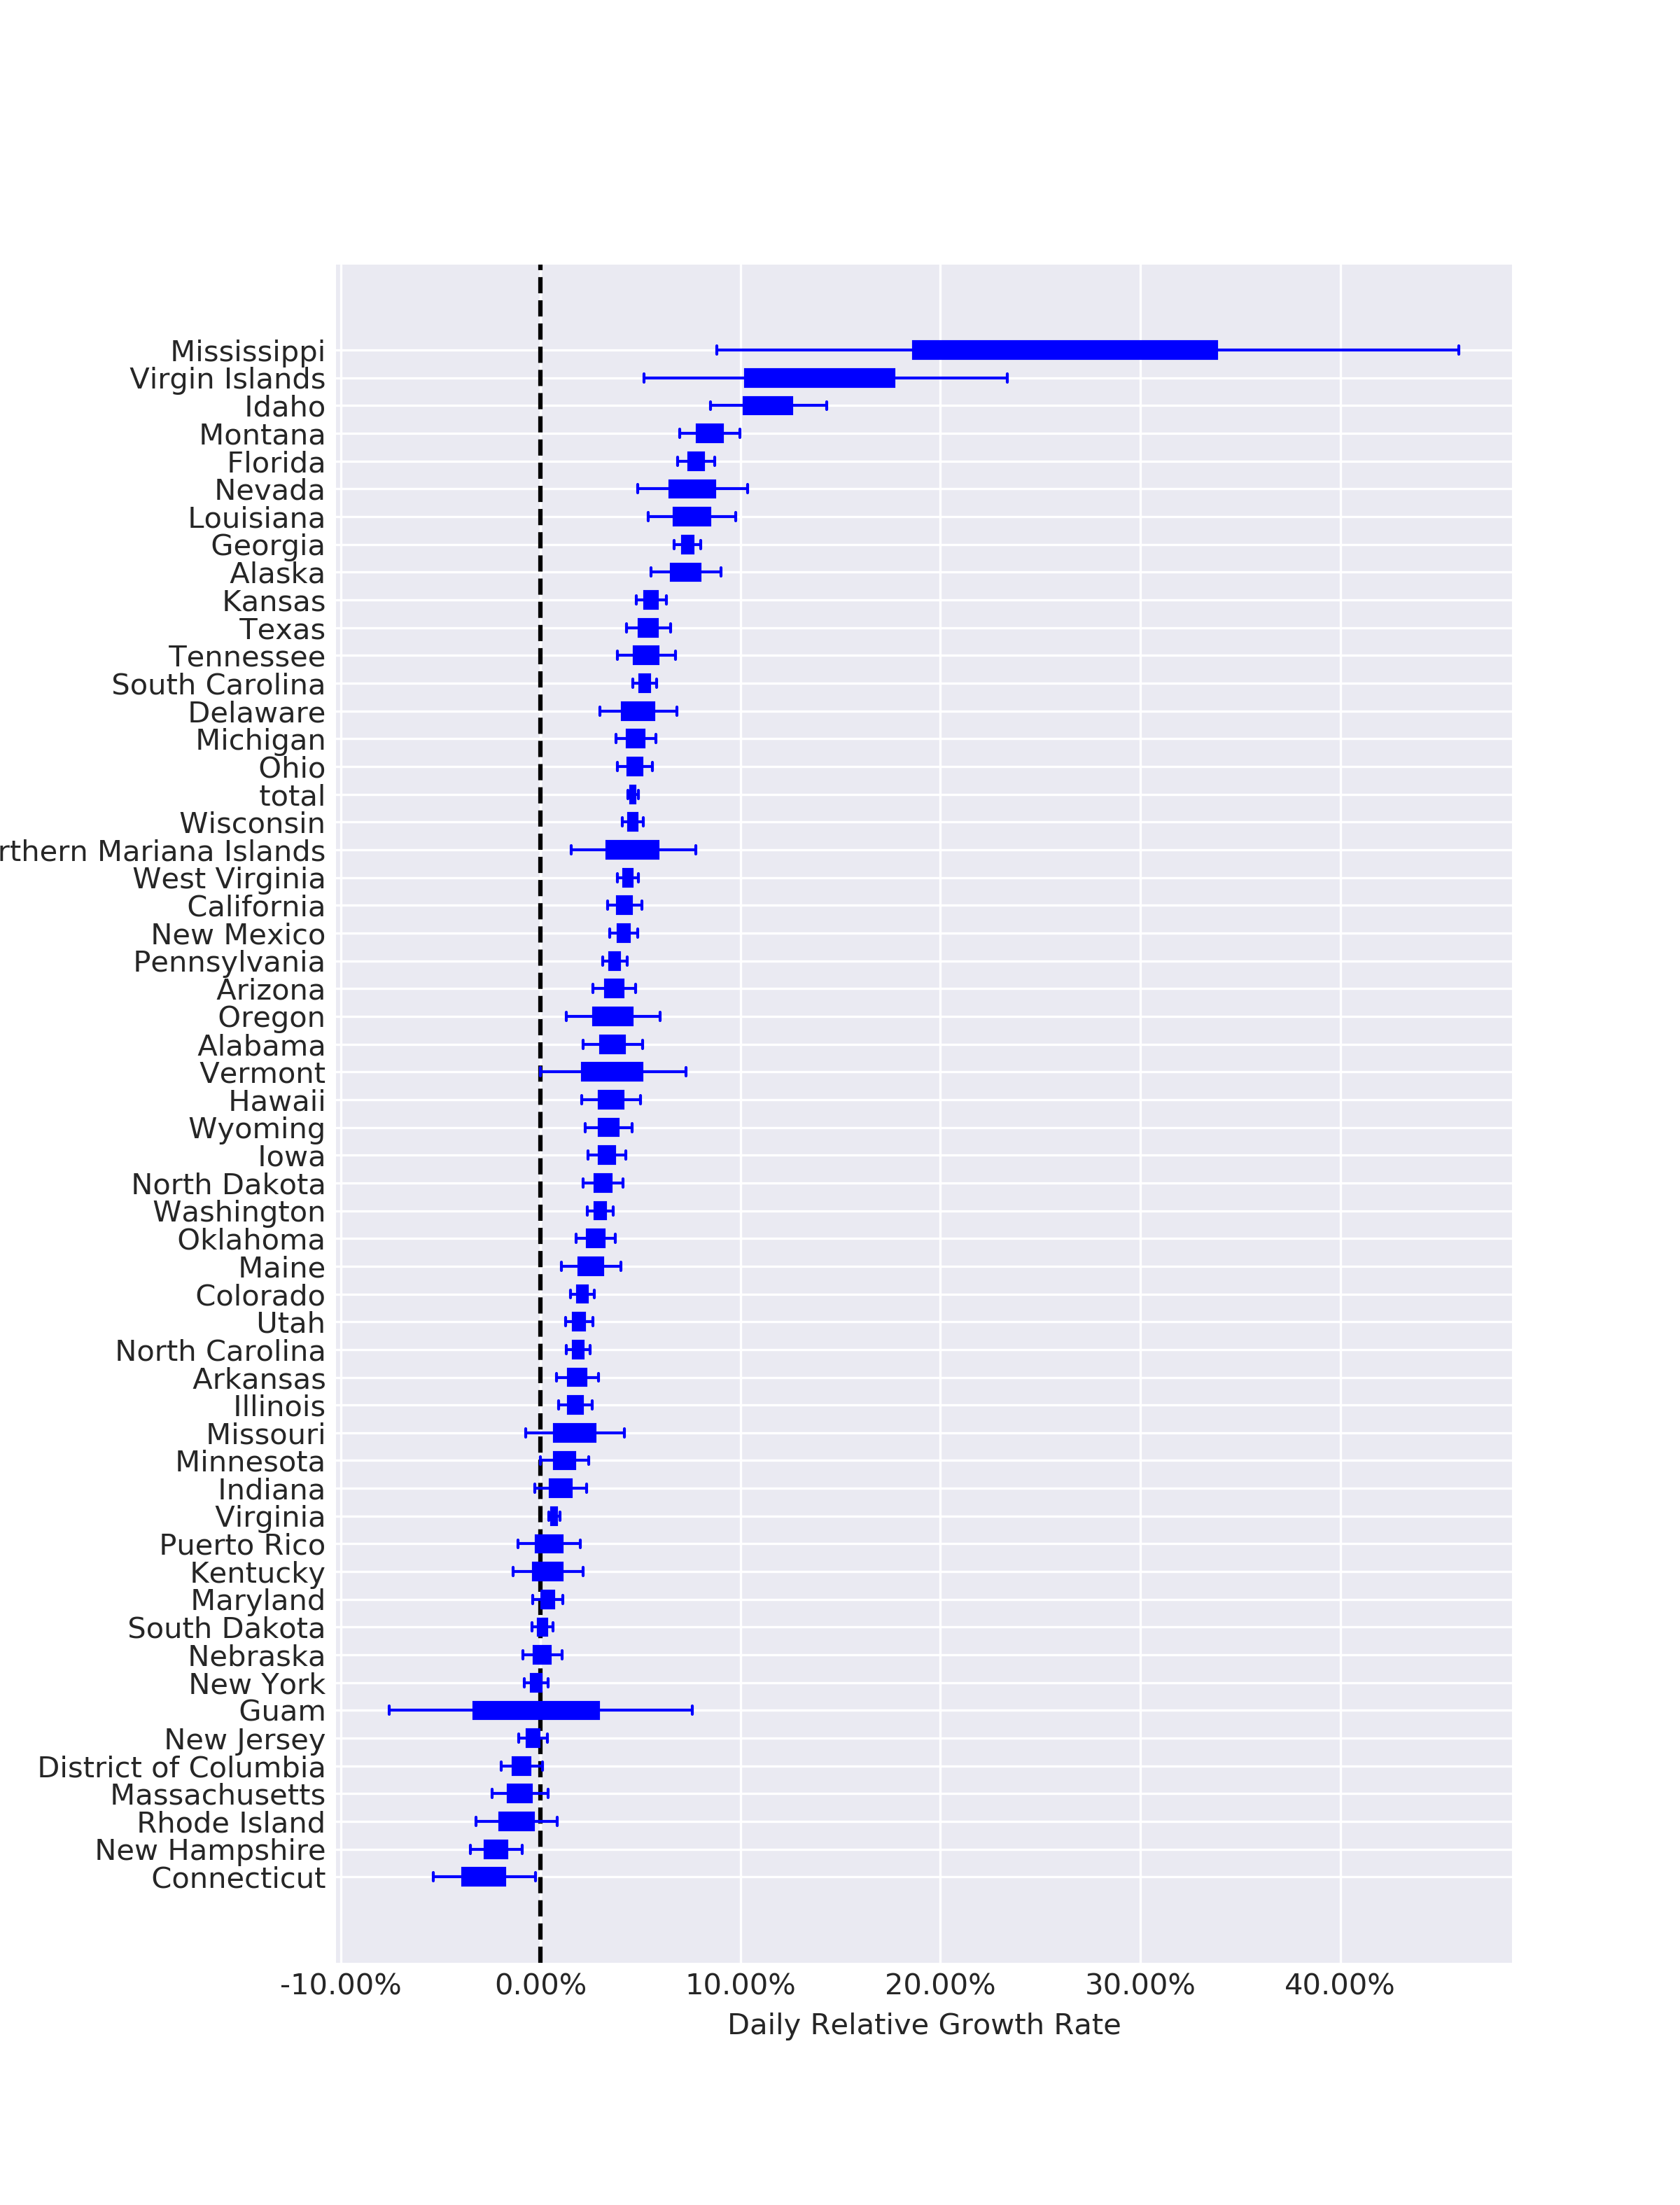 Mississippi
Virgin Islands
Idaho
Montana
Florida
Nevada
Louisiana
Georgia
Alaska
Kansas
Texas
Tennessee
South Carolina
Delaware
Michigan
Ohio
total
Wisconsin
rthern Mariana Islands
West Virginia
California
New Mexico
Pennsylvania
Arizona
Oregon
Alabama
Vermont
Hawaii
Wyoming
Iowa
North Dakota
Washington
Oklahoma
Maine
Colorado
Utah
North Carolina
Arkansas
Illinois
Missouri
Minnesota
Indiana
Virginia
Puerto Rico
Kentucky
Maryland
South Dakota
Nebraska
New York
Guam
New Jersey
District of Columbia
Massachusetts
Rhode Island
New Hampshire
Connecticut
-10.00% 0.00% 10.00% 20.00% 30.00% 40.00%
Daily Relative Growth Rate